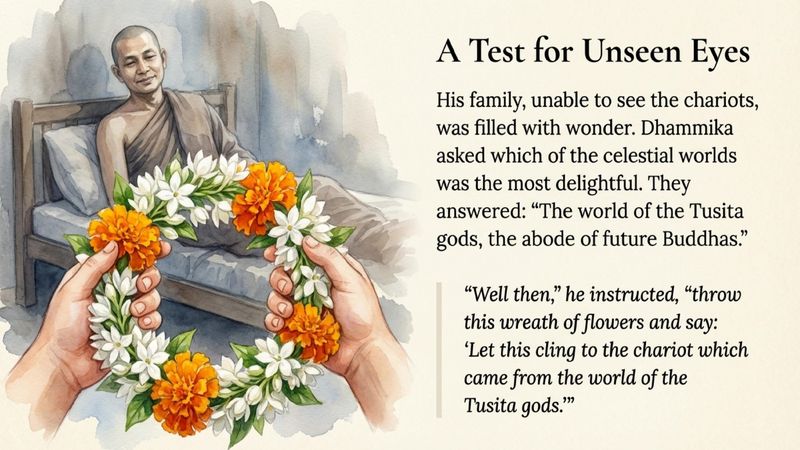 A Test for Unseen Eyes
His family, unable to see the chariots,
was filled with wonder. Dhammika
asked which of the celestial worlds
was the most delightful. They
answered: “The world of the Tusita
gods, the abode of future Buddhas.”
“Well then,” he instructed, “throw
this wreath of flowers and say:
‘Let this cling to the chariot which
came from the world of the
Tusita gods.’”